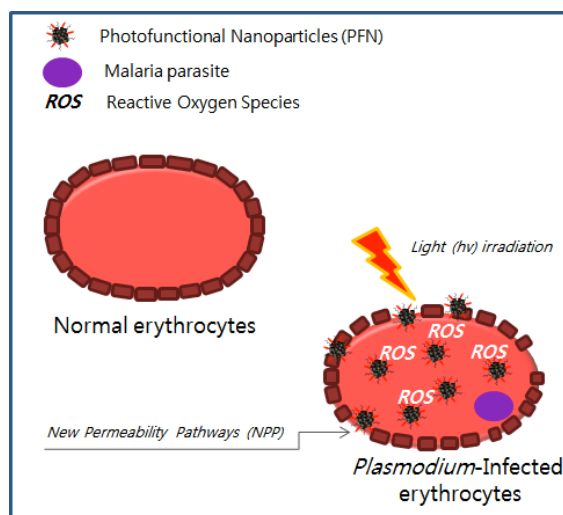 Photofunctional Nanoparticles (PFN)
Malaria parasite
ROS Reactive Oxygen Species
Light (hv) irradiation
Normal erythrocytes
ROS
ROS
ROS
ROS
New Permeability Pathways (NPP)
Plasmodium-Infected
erythrocytes